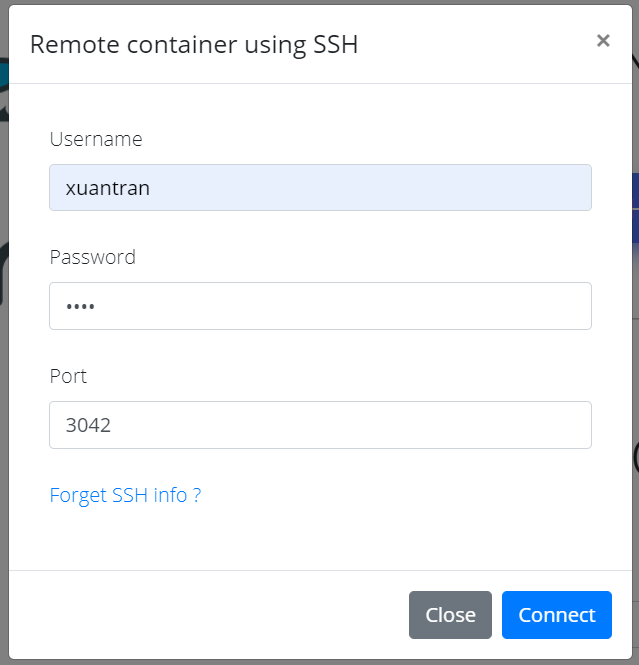 Remote container using SSH
×
Username
xuantran
Password
••••
Port
3042
Forget SSH info ?
Close
Connect